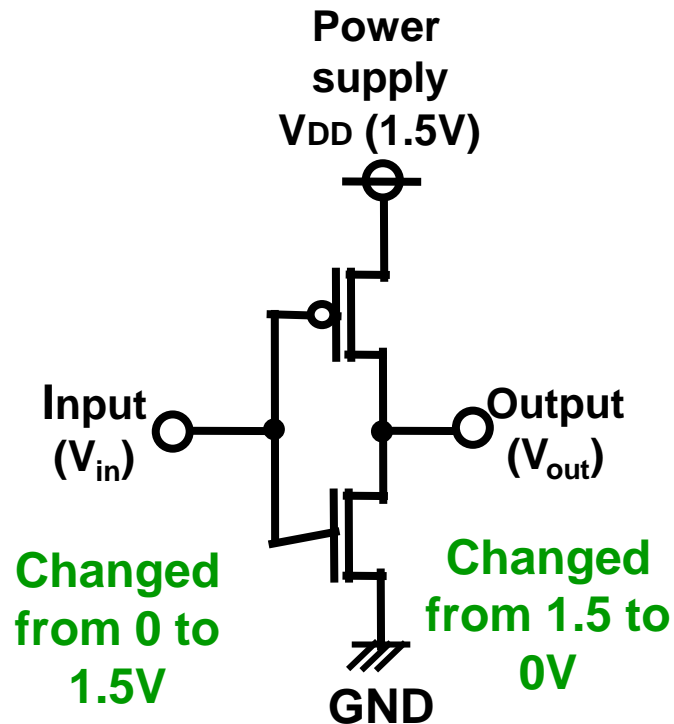 Power
supply
VDD (1.5V)
Input
(Vin)
Output
(Vout)
Changed
from 0 to
1.5V
Changed
from 1.5 to
0V
GND